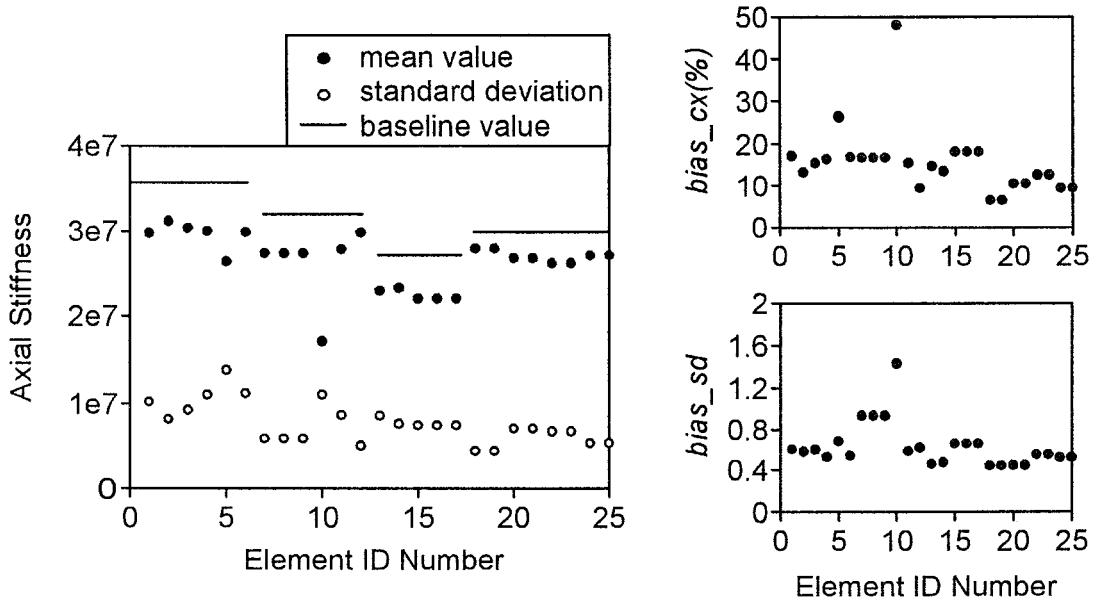 mean value
standard deviation
baseline value
4e7
3e7
2e7
1e7
0
Axial Stiffness
0 5 10 15 20 25
Element ID Number
50
40
30
20
10
0
bias_cx(%)
0 5 10 15 20 25
2
1.6
1.2
0.8
0.4
0
bias_sd
0 5 10 15 20 25
Element ID Number